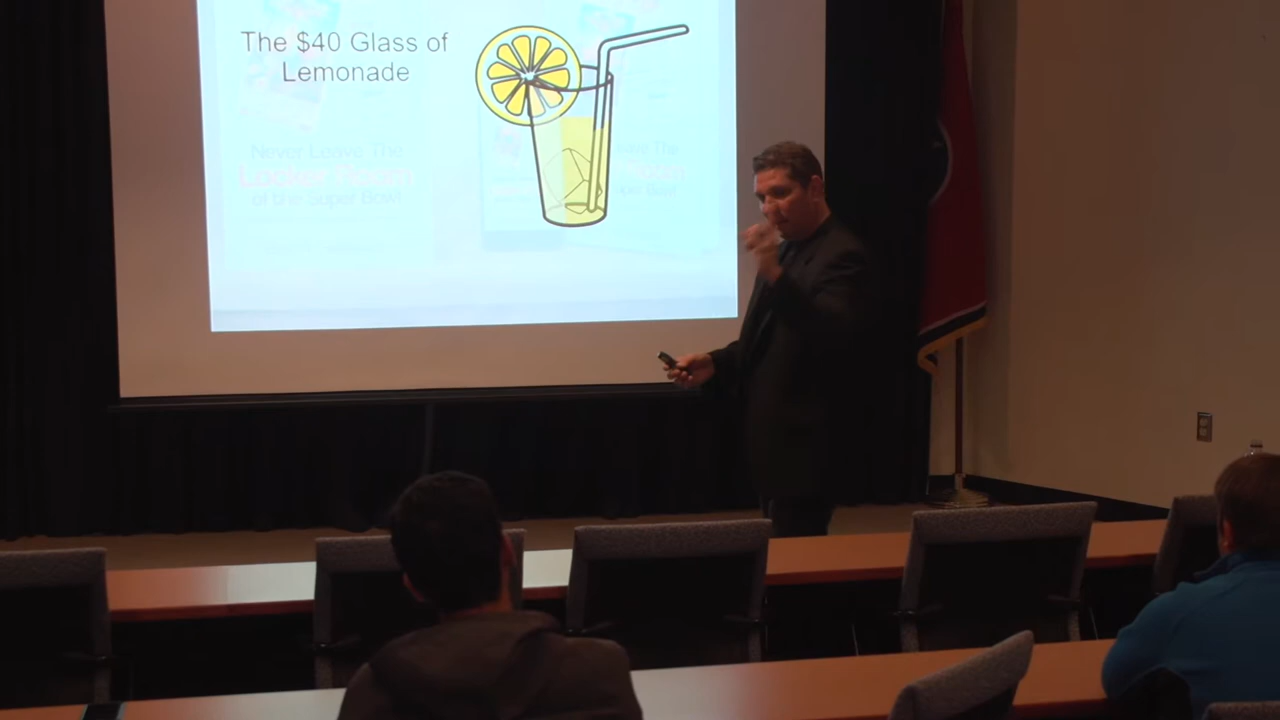 The $40 Glass of
Lemonade
Never Leave The
Locker Room
of the Super Bowl